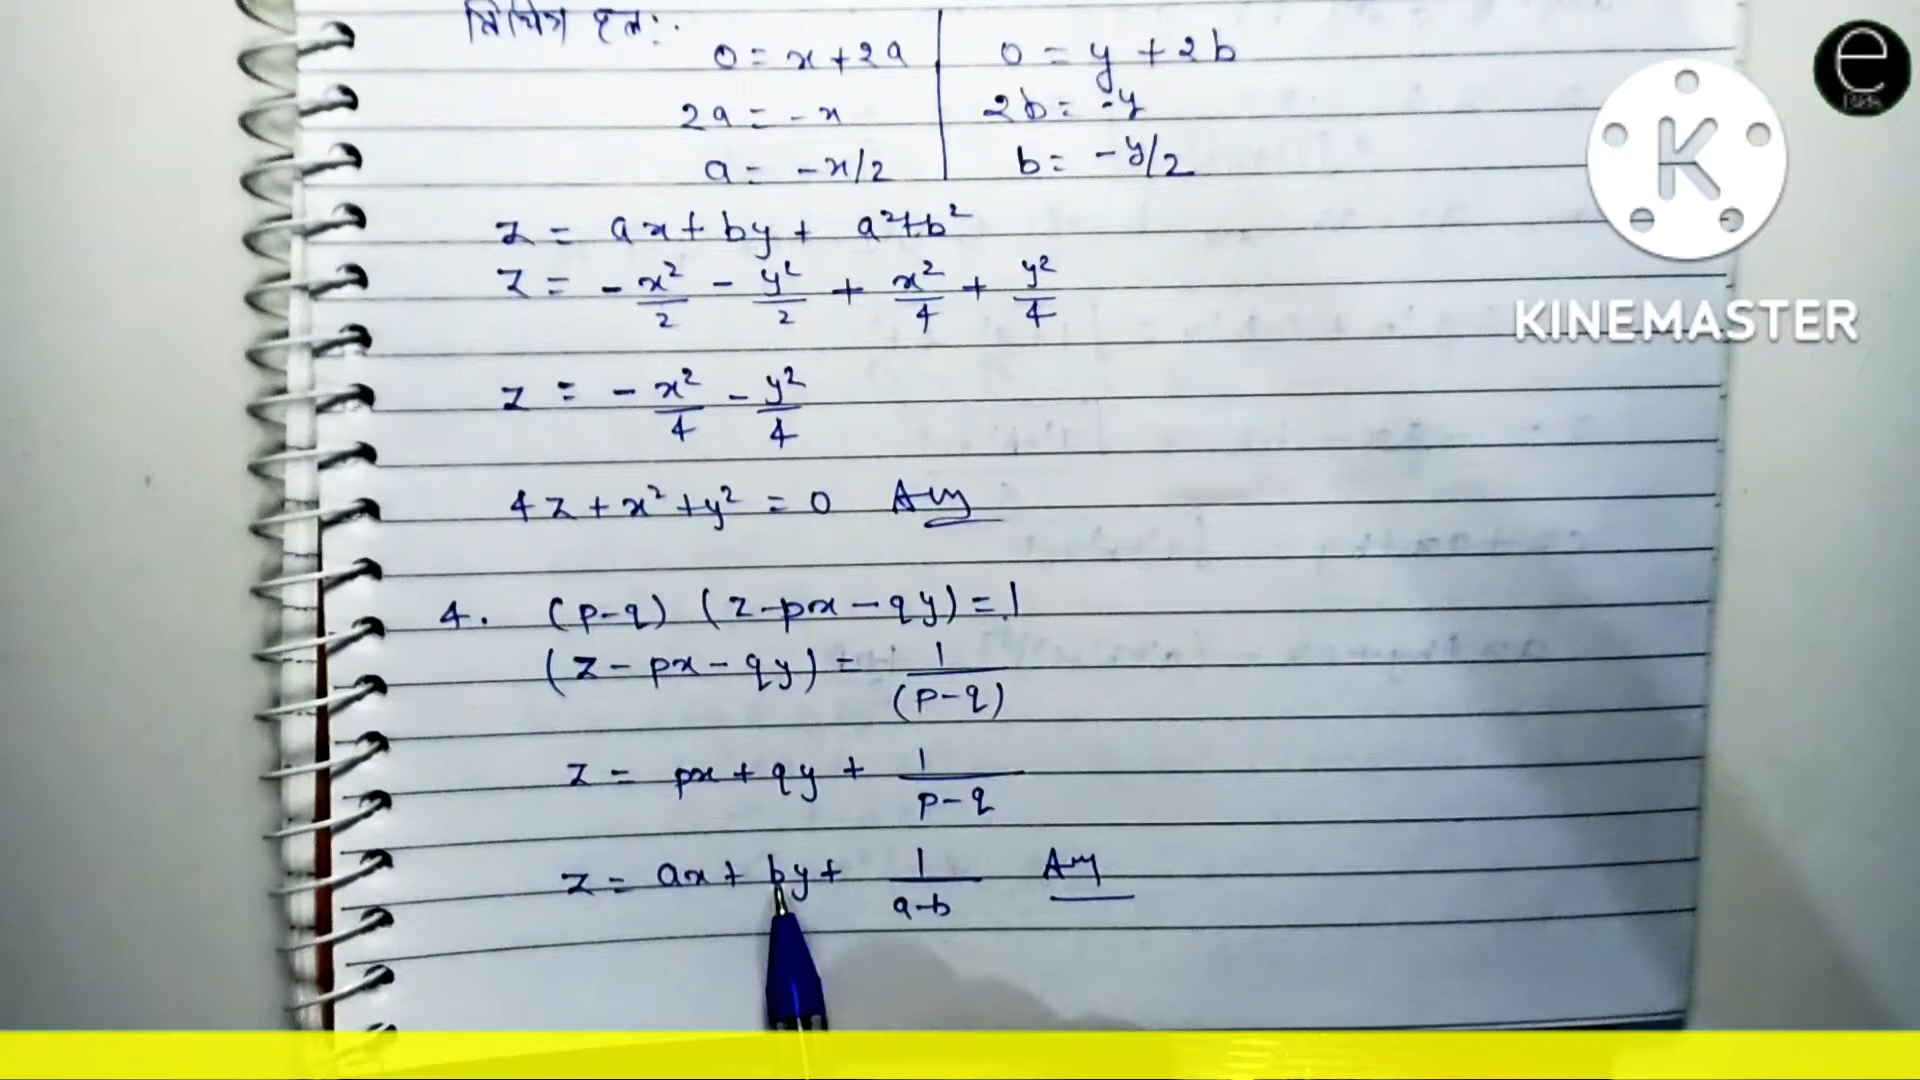 विचित्र हल:-
0 = x + 2a | 0 = y + 2b
2a = -x | 2b = -y
a = -x/2 | b = -y/2
z = ax + by + a²+b²
z = -x²/2 - y²/2 + x²/4 + y²/4
z = -x²/4 - y²/4
4z + x² + y² = 0 Ans
4. (p-q) (z-px-qy) = 1
(z - px - qy) = 1/(p-q)
z = px + qy + 1/p-q
z = ax + by + 1/a-b Ans
e
KINEMASTER